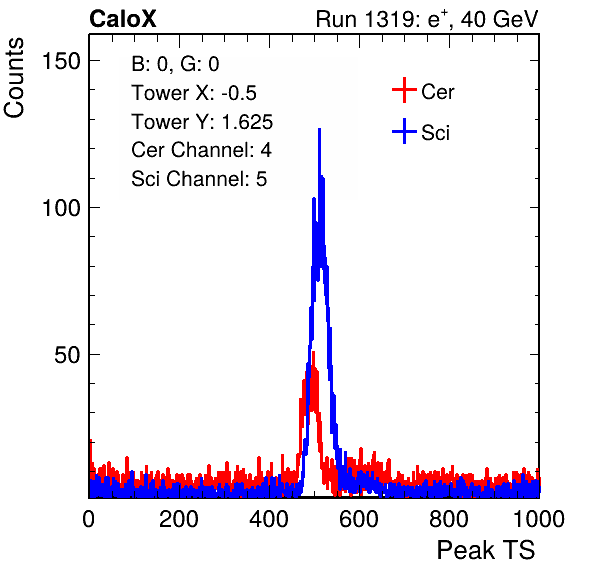 CaloX Run 1319: e+, 40 GeV
B: 0, G: 0
Tower X: -0.5
Tower Y: 1.625
Cer Channel: 4
Sci Channel: 5
Cer
Sci
Counts
150
100
50
0 200 400 600 800 1000
Peak TS